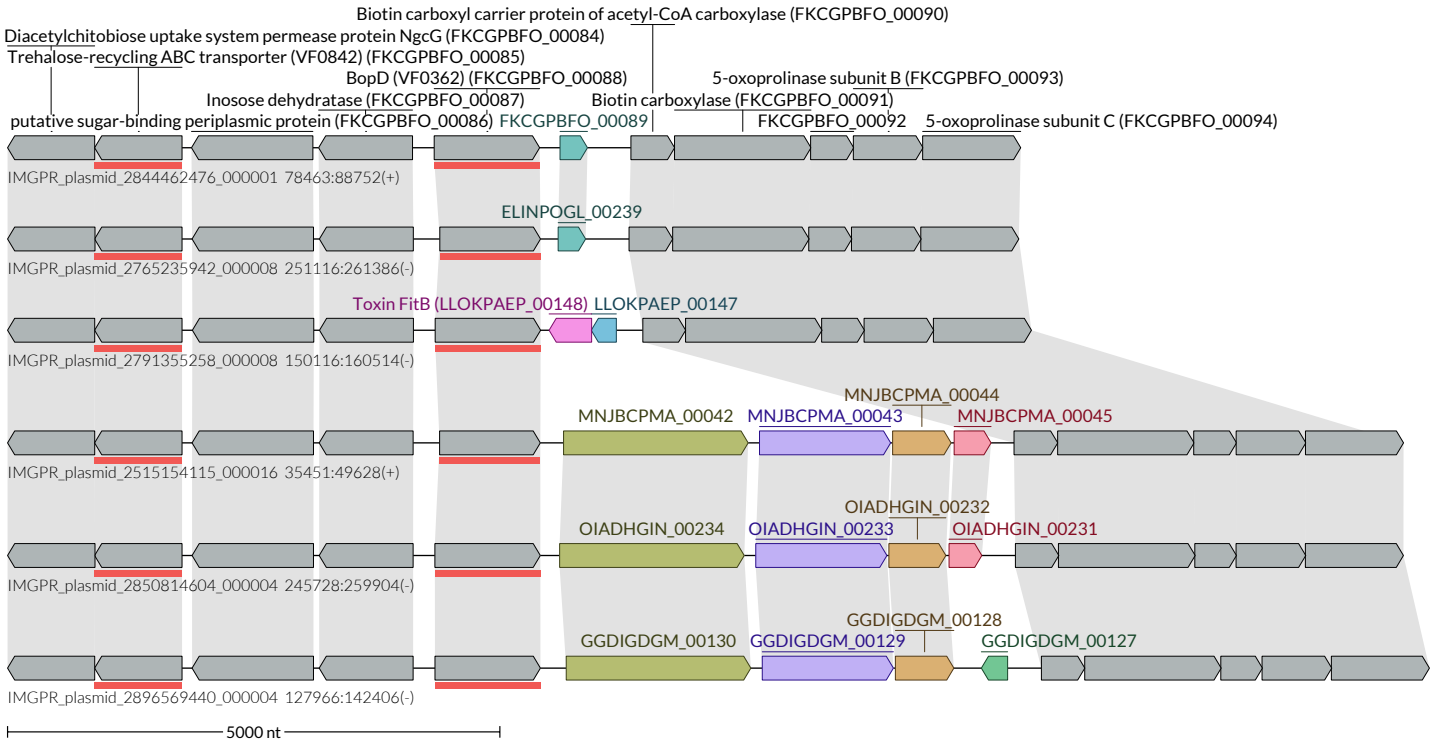 Biotin carboxyl carrier protein of acetyl-CoA carboxylase (FKCGPBFO_00090)
Diacetylchitobiose uptake system permease protein NgcG (FKCGPBFO_00084)
Trehalose-recycling ABC transporter (VF0842) (FKCGPBFO_00085)
BopD (VF0362) (FKCGPBFO_00088) 5-oxoprolinase subunit B (FKCGPBFO_00093)
Inosose dehydratase (FKCGPBFO_00087) Biotin carboxylase (FKCGPBFO_00091)
putative sugar-binding periplasmic protein (FKCGPBFO_00086) FKCGPBFO_00089 FKCGPBFO_00092 5-oxoprolinase subunit C (FKCGPBFO_00094)
IMGPR_plasmid_2844462476_000001 78463:88752(+)
ELINPOGL_00239
IMGPR_plasmid_2765235942_000008 251116:261386(-)
Toxin FitB (LLOKPAEP_00148) LLOKPAEP_00147
IMGPR_plasmid_2791355258_000008 150116:160514(-)
MNJBCPMA_00044
MNJBCPMA_00042 MNJBCPMA_00043 MNJBCPMA_00045
IMGPR_plasmid_2515154115_000016 35451:49628(+)
OIADHGIN_00232
OIADHGIN_00234 OIADHGIN_00233 OIADHGIN_00231
IMGPR_plasmid_2850814604_000004 245728:259904(-)
GGDIGDGM_00128
GGDIGDGM_00130 GGDIGDGM_00129 GGDIGDGM_00127
IMGPR_plasmid_2896569440_000004 127966:142406(-)
5000 nt